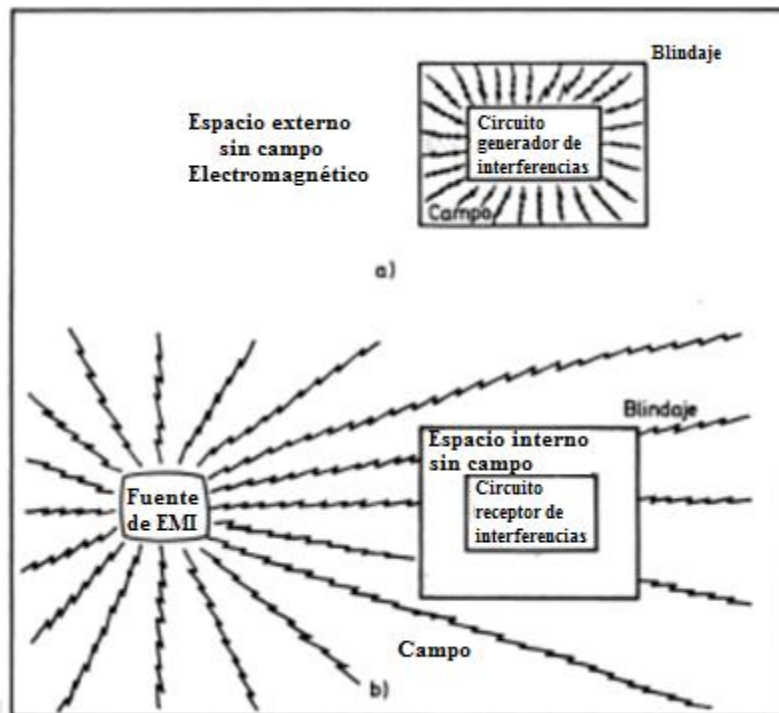 Blindaje
Espacio externo
sin campo
Electromagnético
Circuito
generador de
interferencias
Campo
a)
Blindaje
Espacio interno
sin campo
Circuito
receptor de
interferencias
Fuente
de EMI
Campo
b)